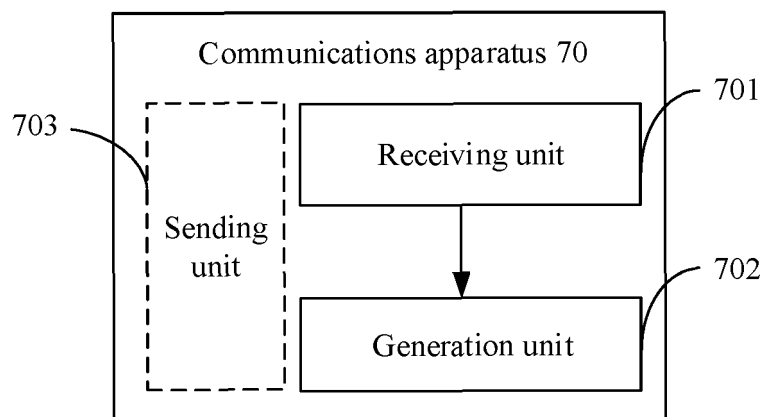 Communications apparatus 70
703
701
Receiving unit
Sending
unit
702
Generation unit